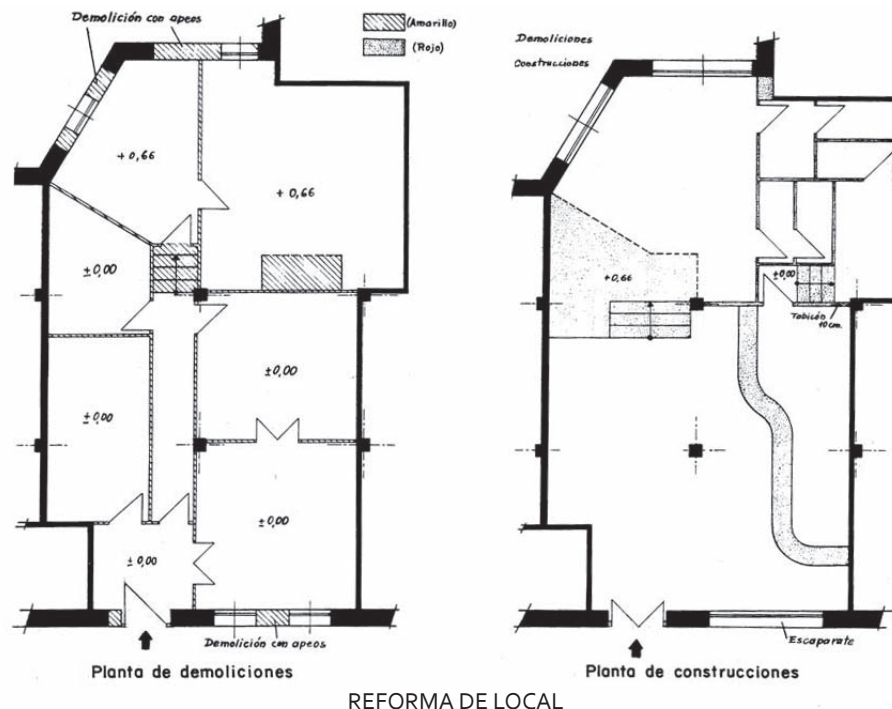 Demolición con apeos
(Amarillo)
(Rojo)
+0,66
+0,66
±0,00
±0,00
±0,00
±0,00
±0,00
Demolición con apeos
Planta de demoliciones
Demoliciones
Construcciones
+0,66
±0,00
Tabicón
10 cm.
Escaparate
Planta de construcciones
REFORMA DE LOCAL